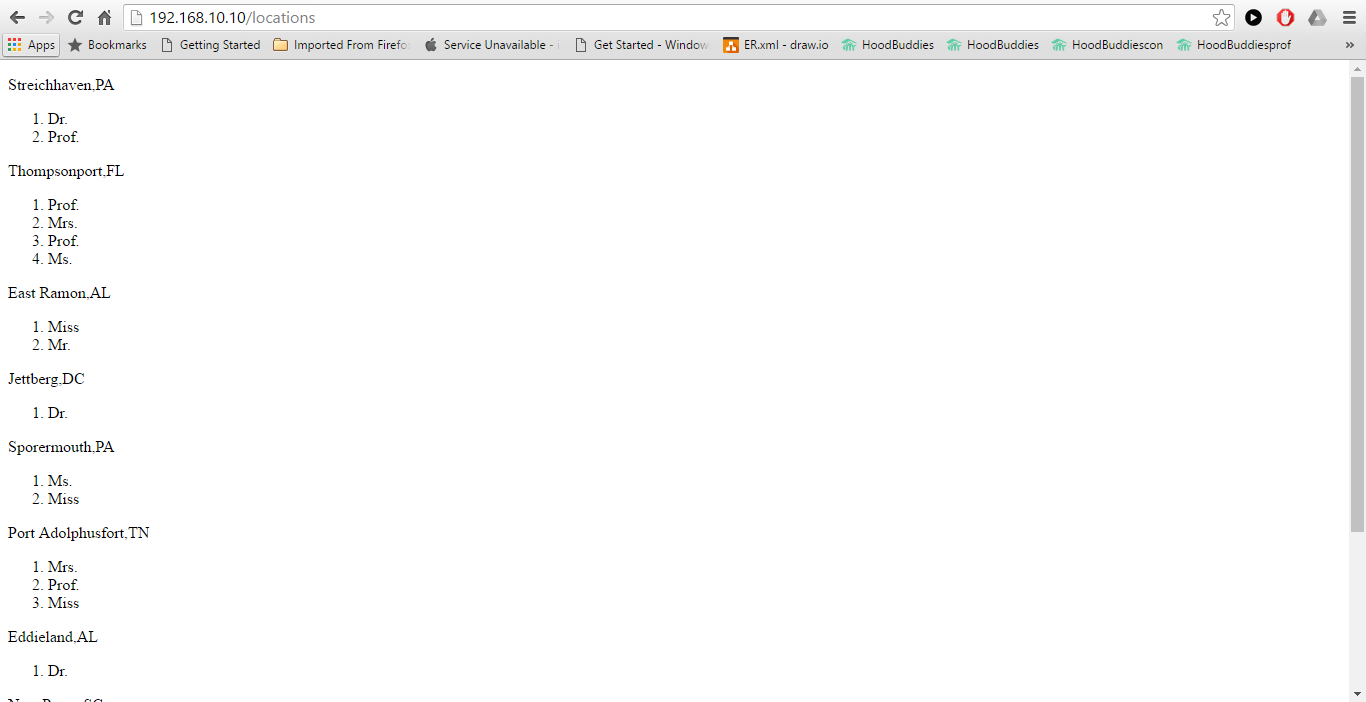 192.168.10.10/locations
Apps Bookmarks Getting Started Imported From Firefo Service Unavailable - Get Started - Window ER.xml - draw.io HoodBuddies HoodBuddies HoodBuddiescon HoodBuddiesprof »
Streichhaven,PA
1. Dr.
2. Prof.
Thompsonport,FL
1. Prof.
2. Mrs.
3. Prof.
4. Ms.
East Ramon,AL
1. Miss
2. Mr.
Jettberg,DC
1. Dr.
Sporermouth,PA
1. Ms.
2. Miss
Port Adolphusfort,TN
1. Mrs.
2. Prof.
3. Miss
Eddieland,AL
1. Dr.